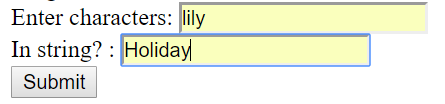 Enter characters: lily
In string? : Holiday
Submit